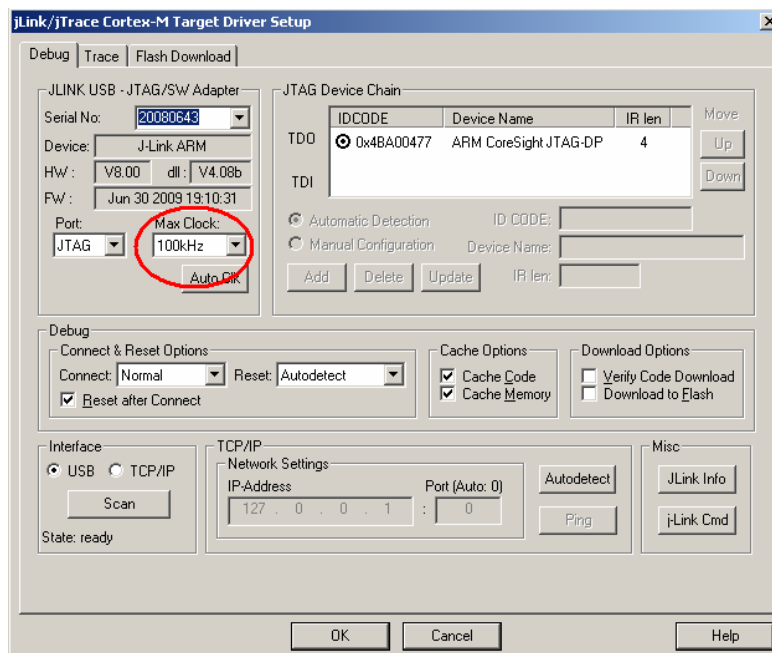 jLink/jTrace Cortex-M Target Driver Setup
Debug Trace Flash Download
JLINK USB - JTAG/SW Adapter
Serial No: 20080643
Device: J-Link ARM
HW : V8.00 dll : V4.08b
FW : Jun 30 2009 19:10:31
Port: Max Clock:
JTAG 100kHz
Auto Clk
JTAG Device Chain
IDCODE Device Name IR len Move
TDO 0x4BA00477 ARM CoreSight JTAG-DP 4 Up
TDI Down
Automatic Detection ID CODE:
Manual Configuration Device Name:
Add Delete Update IR len:
Debug
Connect & Reset Options
Connect: Normal Reset: Autodetect
Reset after Connect
Cache Options
Cache Code
Cache Memory
Download Options
Verify Code Download
Download to Flash
Interface
USB TCP/IP
Scan
State: ready
TCP/IP
Network Settings
IP-Address Port (Auto: 0)
127 . 0 . 0 . 1 : 0
Autodetect
Ping
Misc
JLink Info
j-Link Cmd
OK Cancel Help